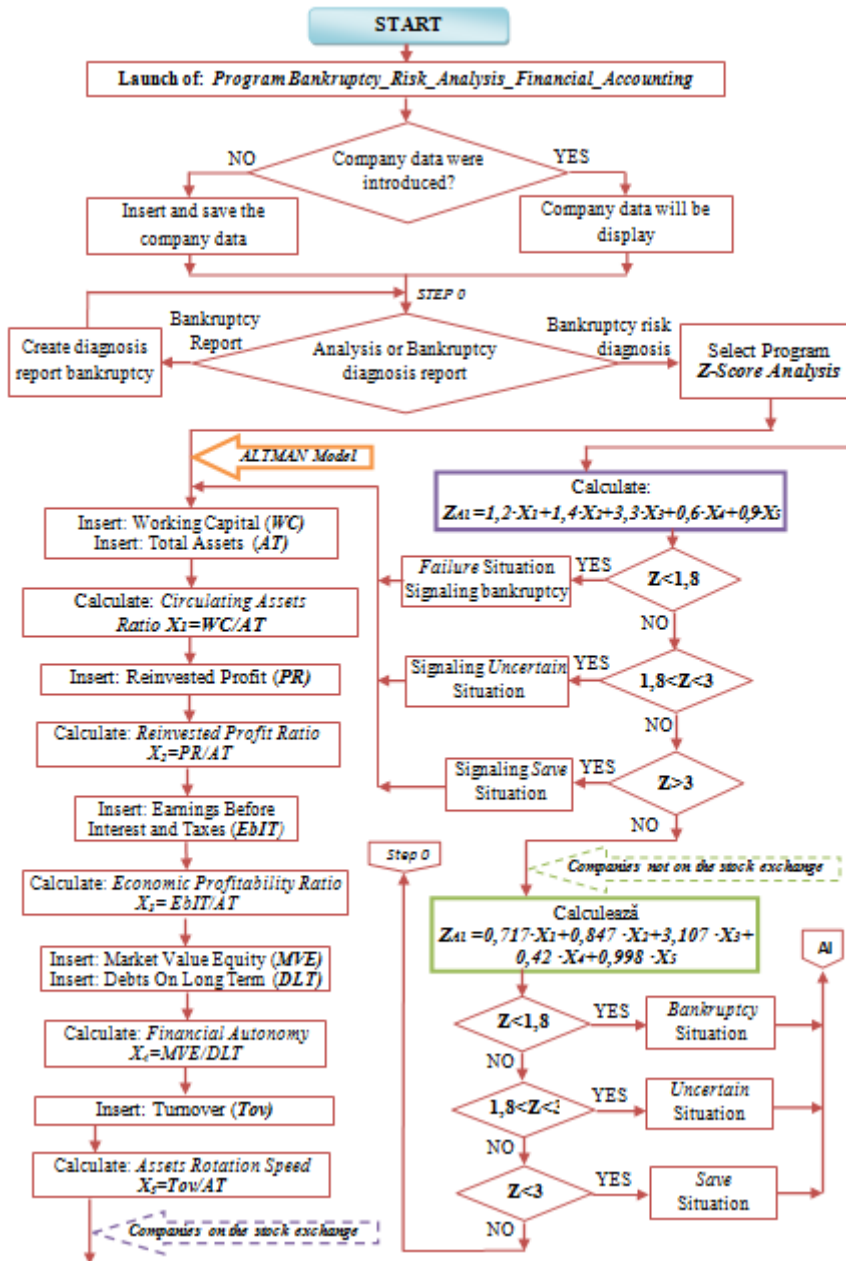 START
Launch of: Program Bankruptcy_Risk_Analysis_Financial_Accounting
Company data were
introduced?
NO
YES
Insert and save the
company data
Company data will be
display
STEP 0
Bankruptcy
Report
Bankruptcy risk
diagnosis
Create diagnosis
report bankruptcy
Analysis or Bankruptcy
diagnosis report
Select Program
Z-Score Analysis
ALTMAN Model
Insert: Working Capital (WC)
Insert: Total Assets (AT)
Calculate: Circulating Assets
Ratio X1=WC/AT
Insert: Reinvested Profit (PR)
Calculate: Reinvested Profit Ratio
X2=PR/AT
Insert: Earnings Before
Interest and Taxes (EbIT)
Calculate: Economic Profitability Ratio
X3= EbIT/AT
Insert: Market Value Equity (MVE)
Insert: Debts On Long Term (DLT)
Calculate: Financial Autonomy
X4=MVE/DLT
Insert: Turnover (Tov)
Calculate: Assets Rotation Speed
X5=Tov/AT
Companies on the stock exchange
Calculate:
ZA1=1,2·X1+1,4·X2+3,3·X3+0,6·X4+0,9·X5
Z<1,8
YES
Failure Situation
Signaling bankruptcy
NO
1,8<Z<3
YES
Signaling Uncertain
Situation
NO
Z>3
YES
Signaling Save
Situation
NO
Step 0
Companies not on the stock exchange
Calculează
ZA1=0,717·X1+0,847 ·X2+3,107 ·X3+
0,42 ·X4+0,998 ·X5
AI
Z<1,8
YES
Bankruptcy
Situation
NO
1,8<Z<3
YES
Uncertain
Situation
NO
Z<3
YES
Save
Situation
NO